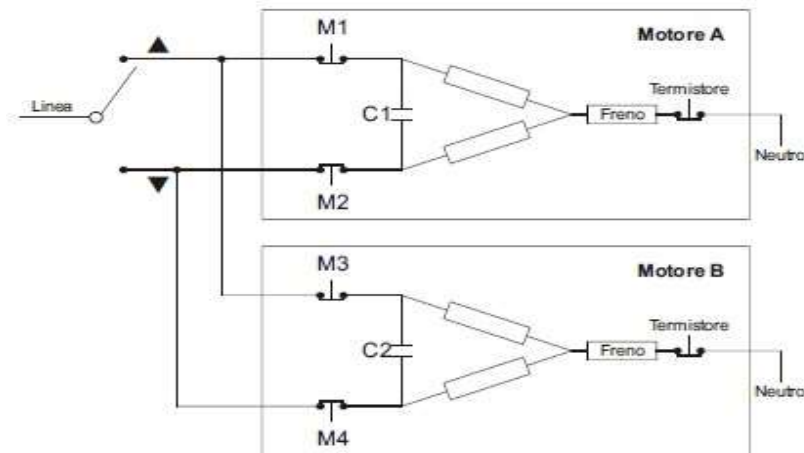 M1
Motore A
Linea
Termistore
C1
Freno
Neutro
M2
M3
Motore B
Termistore
C2
Freno
Neutro
M4